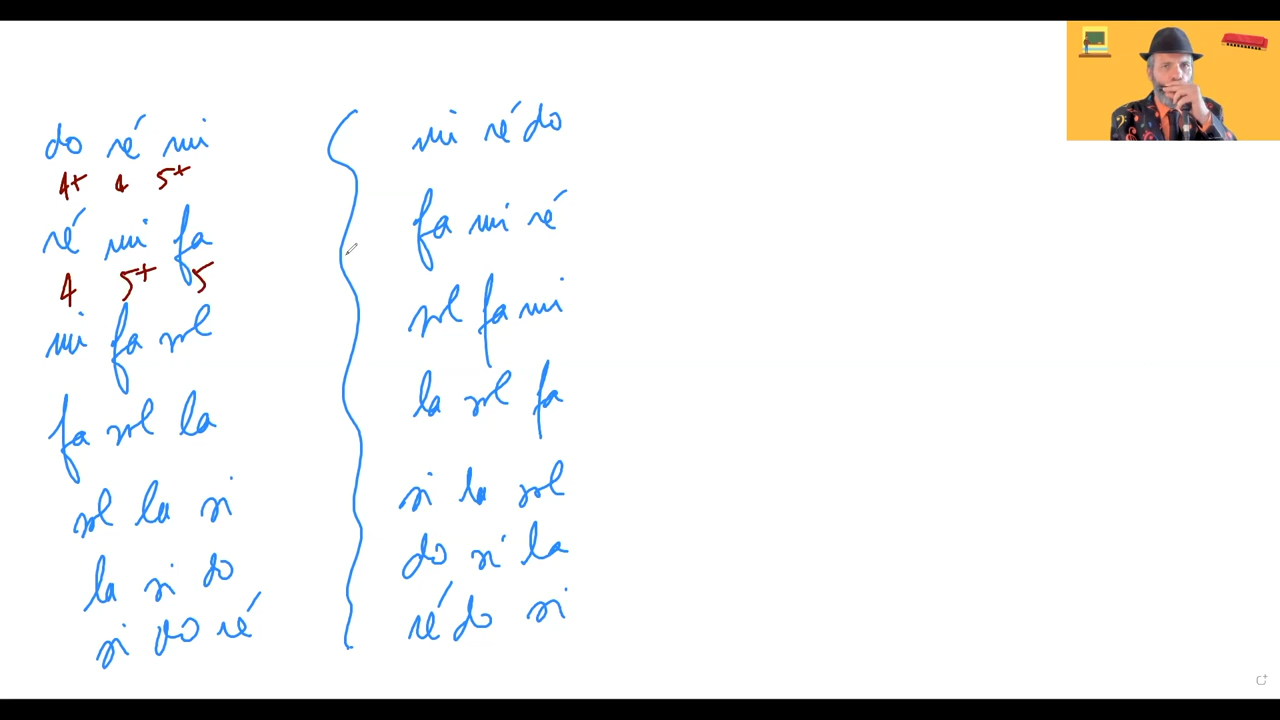 do ré mi
4+ 4 5+
ré mi fa
4 5+ 5
mi fa sol
fa sol la
sol la si
la si do
si do ré
mi ré do
fa mi ré
sol fa mi
la sol fa
si la sol
do si la
ré do si